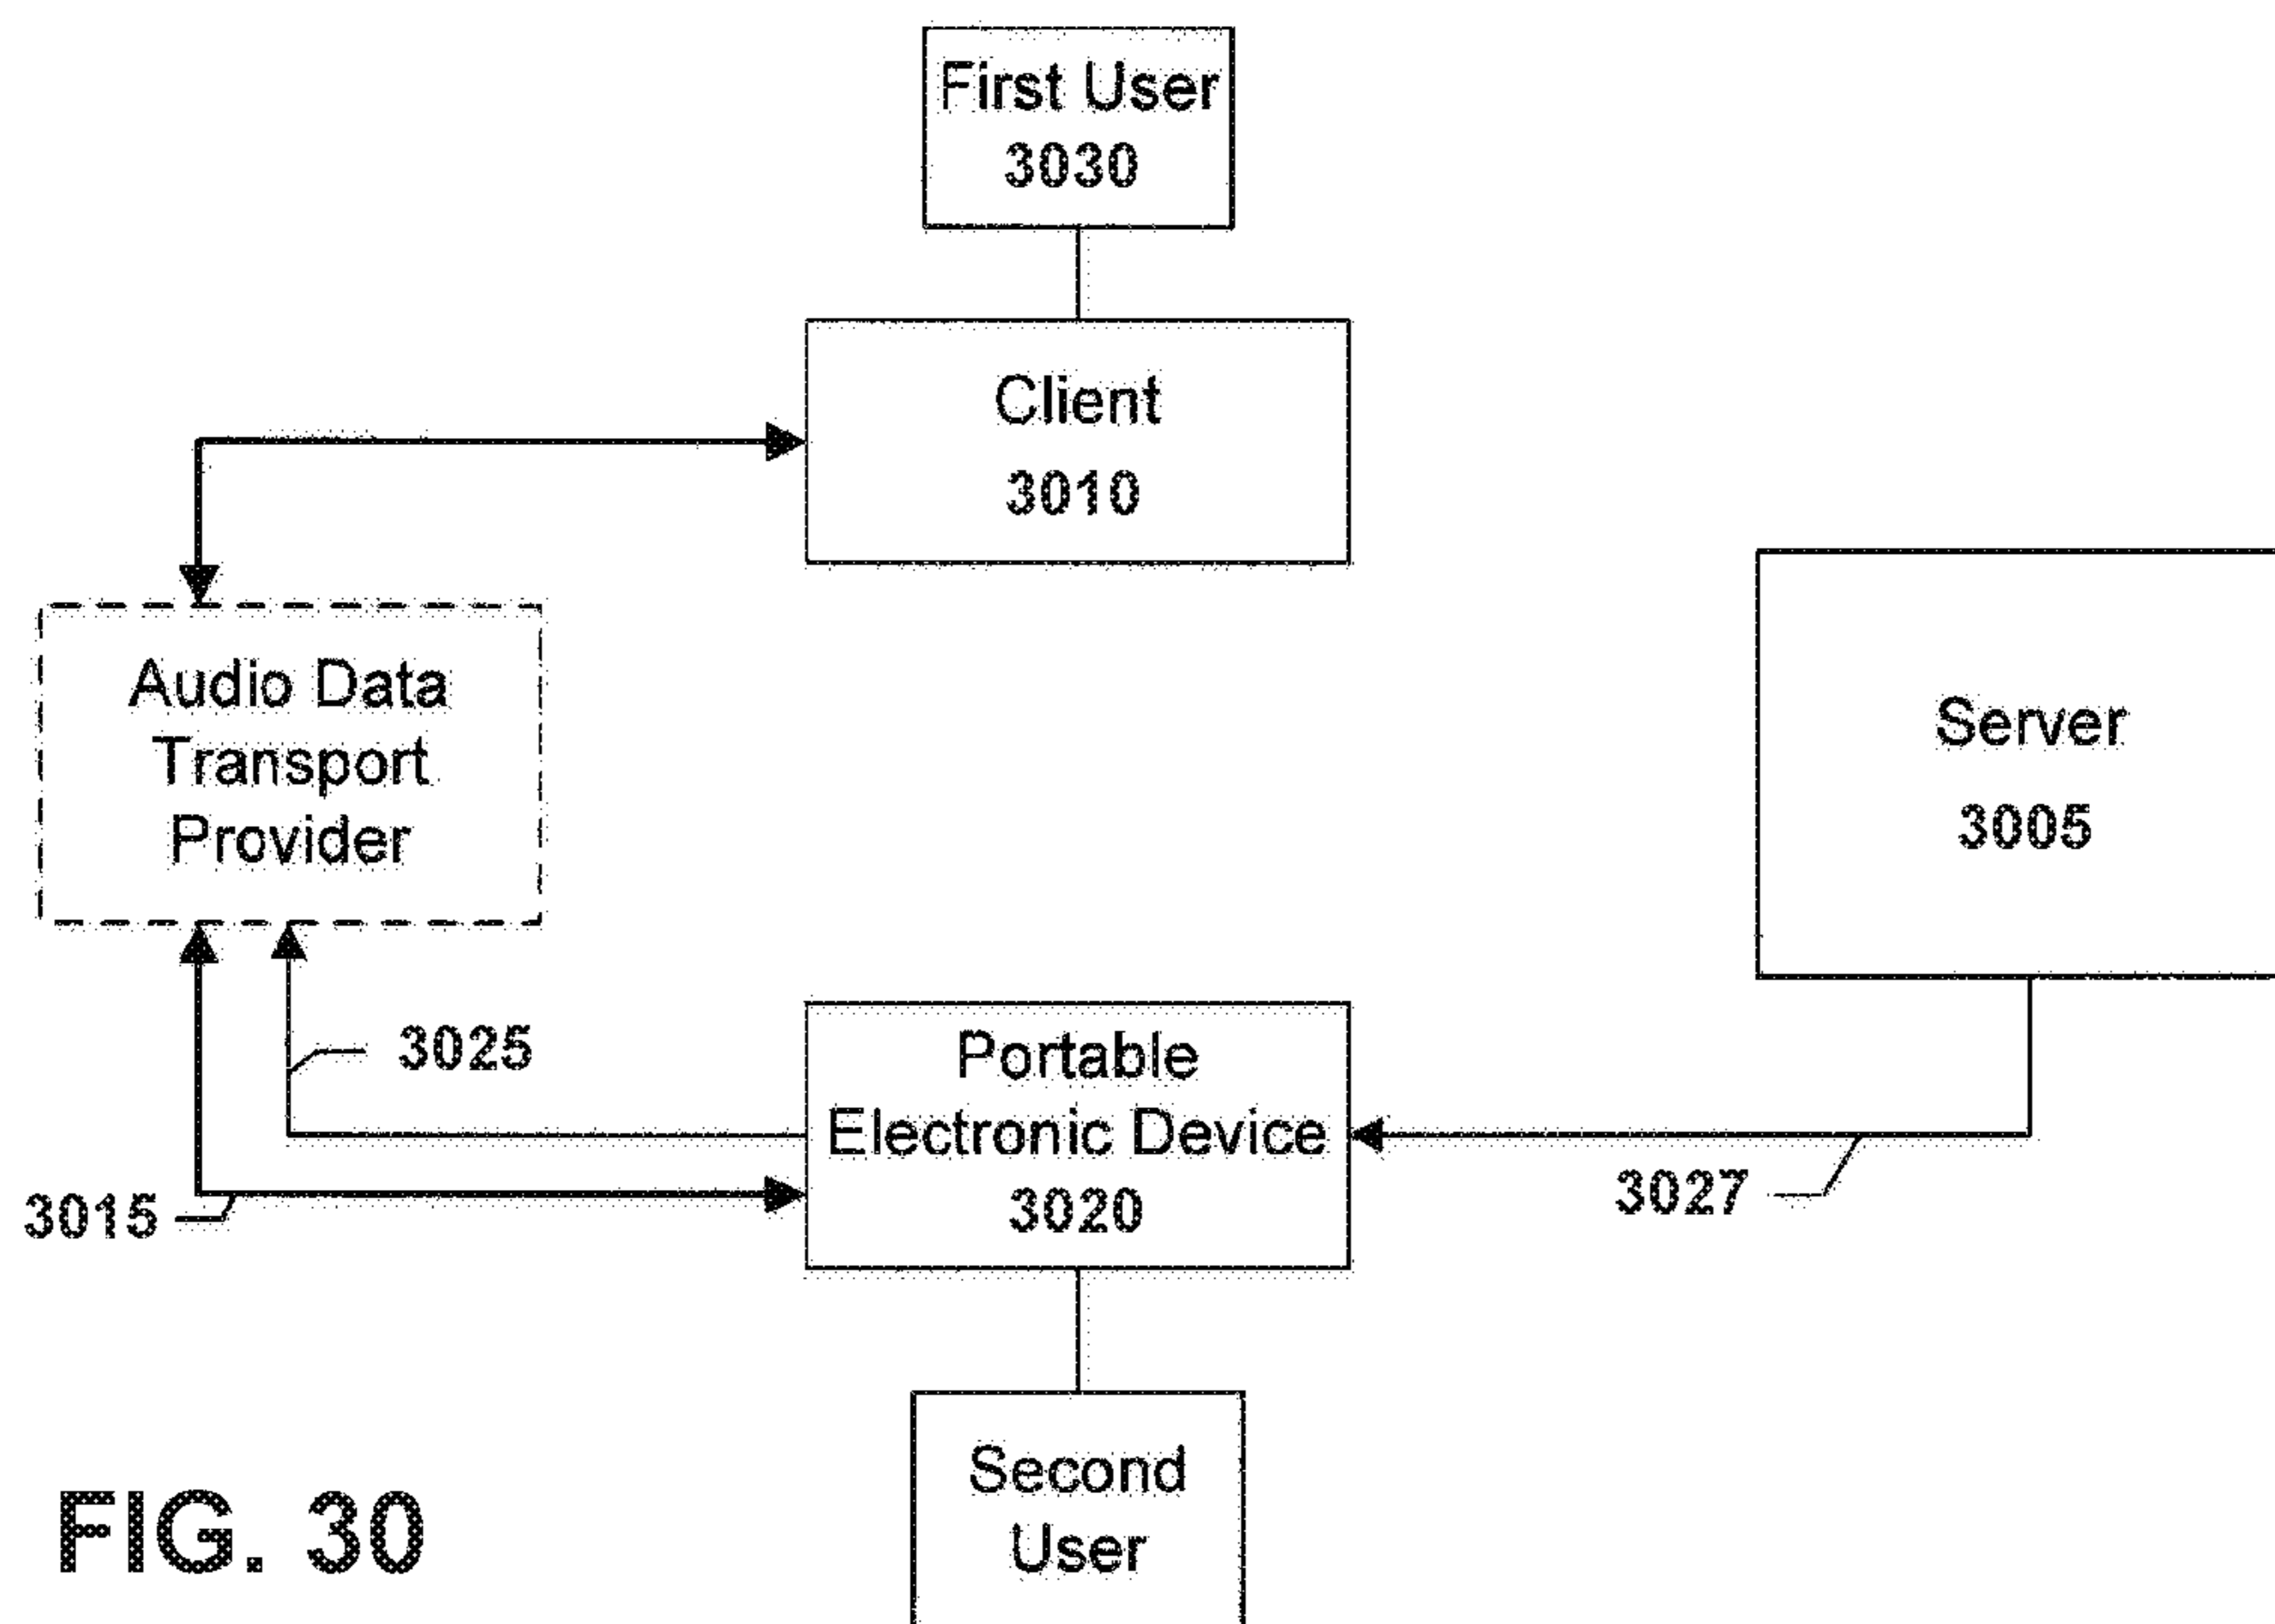 First User
3030
Client
3010
Audio Data
Transport
Provider
Server
3005
3025
Portable
Electronic Device
3020
3015
3027
Second
User
FIG. 30